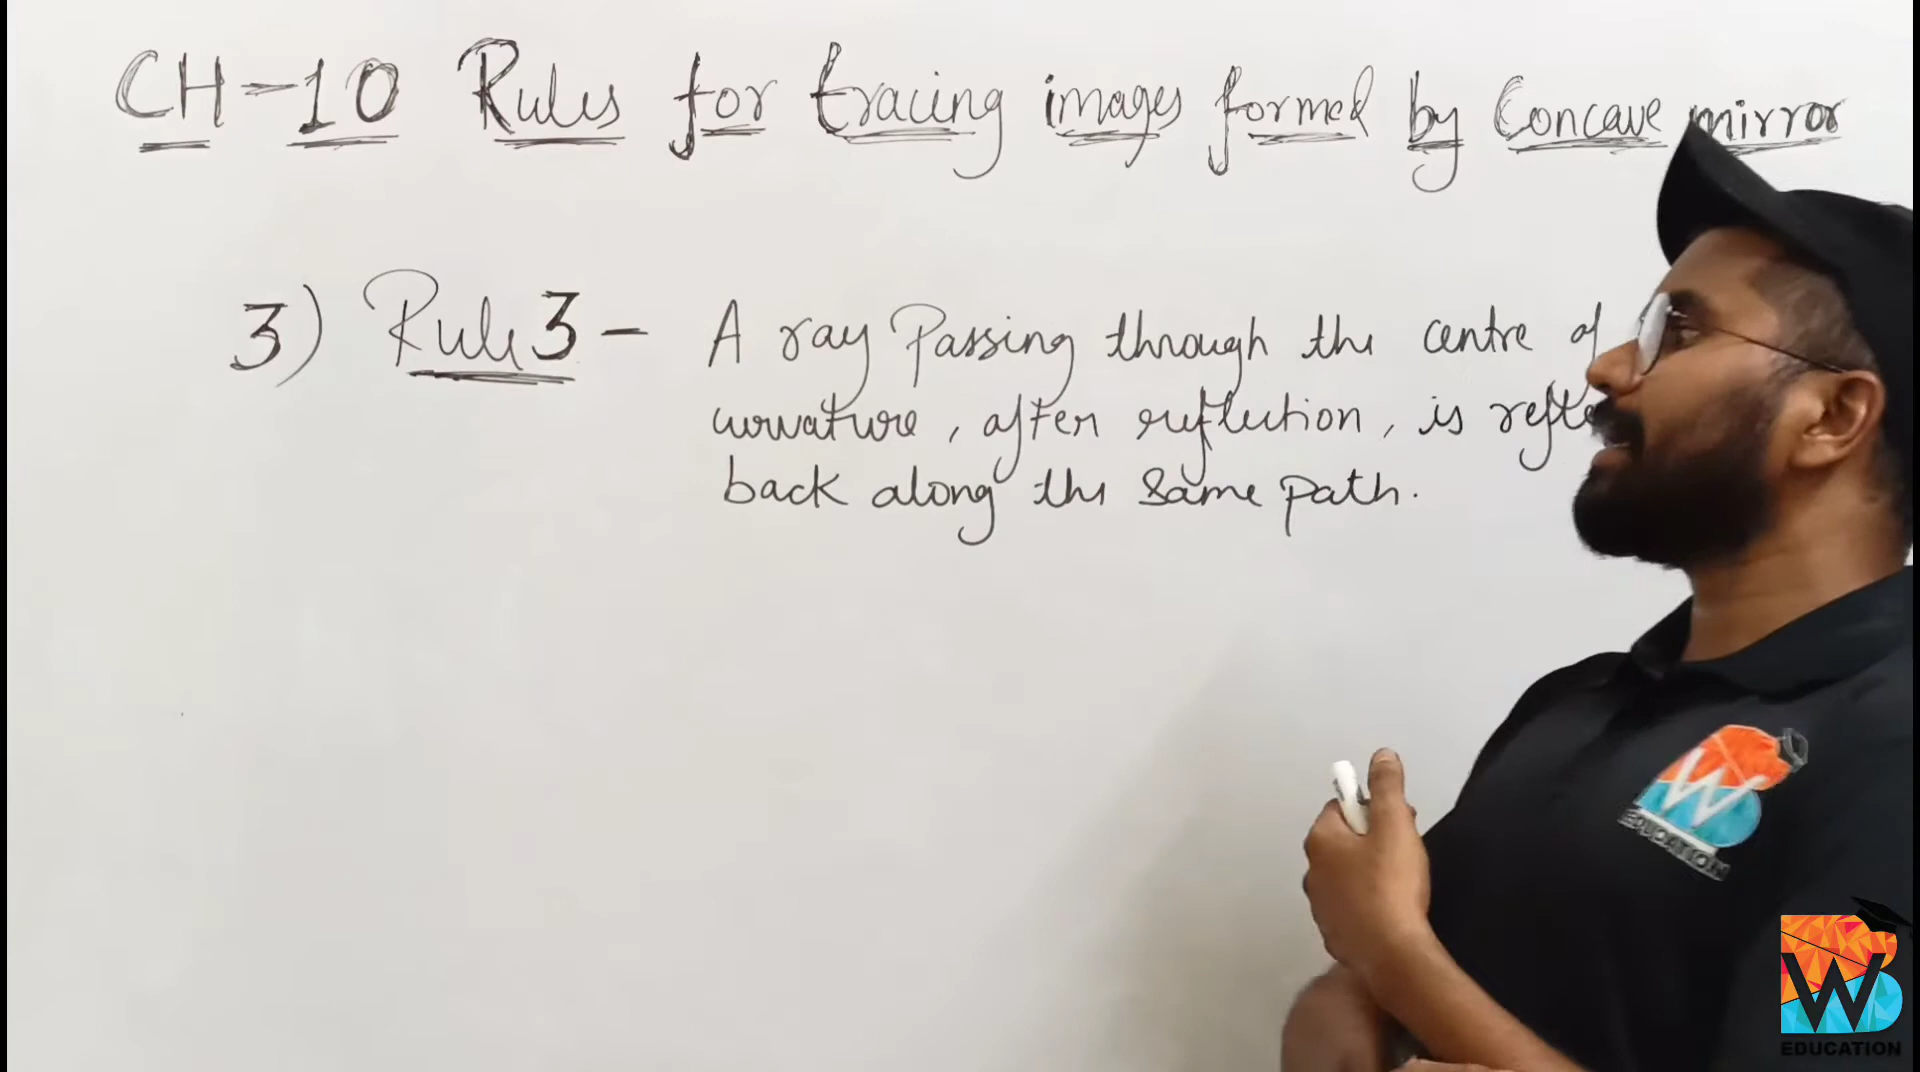 CH-10 Rules for tracing images formed by Concave mirror
3) Rule 3 - A ray Passing through the centre of
curvature, after reflection, is
back along the same path.
W EDUCATION
WB
EDUCATION